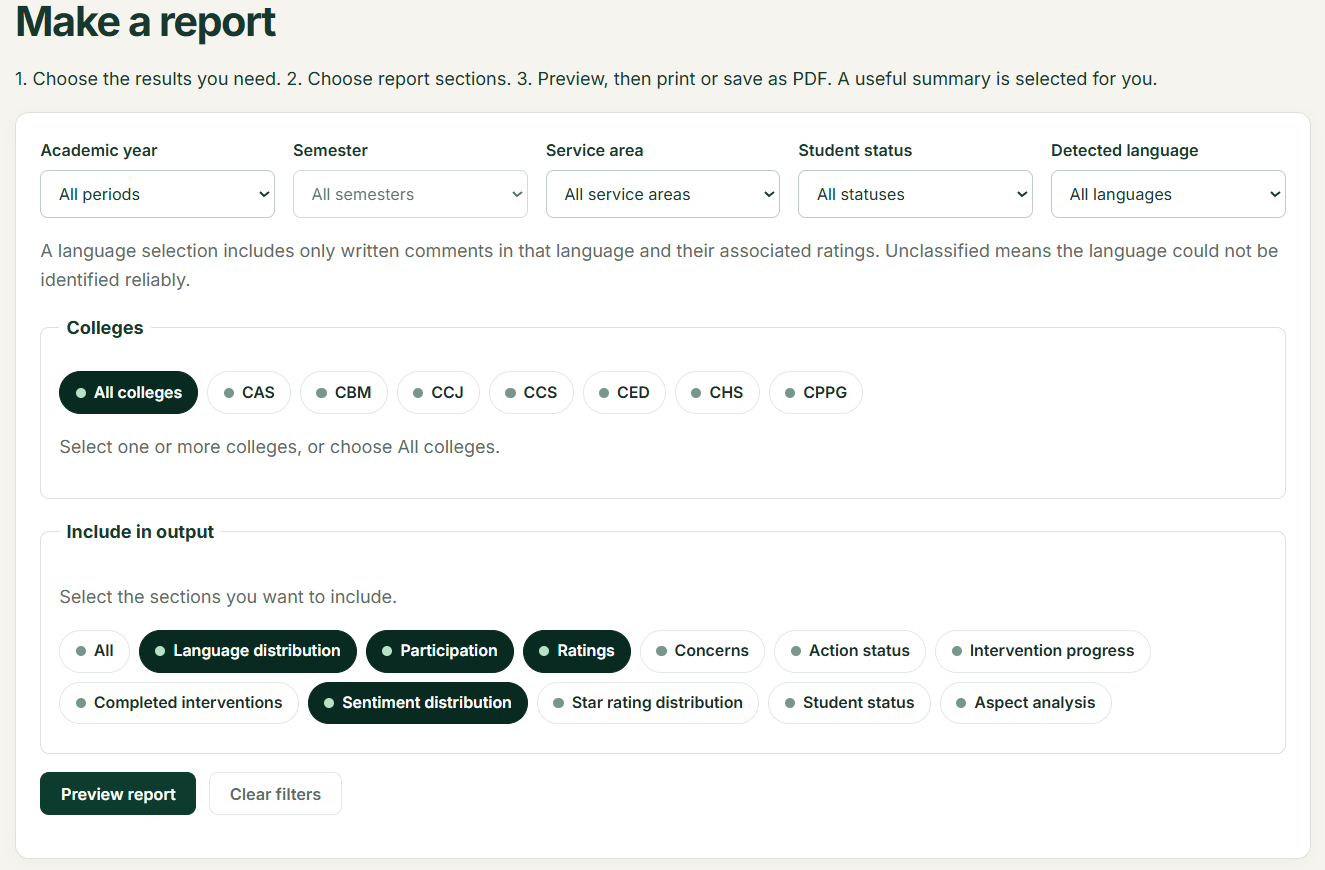 Make a report
1. Choose the results you need. 2. Choose report sections. 3. Preview, then print or save as PDF. A useful summary is selected for you.
Academic year Semester Service area Student status Detected language
All periods All semesters All service areas All statuses All languages
A language selection includes only written comments in that language and their associated ratings. Unclassified means the language could not be
identified reliably.
Colleges
All colleges CAS CBM CCJ CCS CED CHS CPPG
Select one or more colleges, or choose All colleges.
Include in output
Select the sections you want to include.
All Language distribution Participation Ratings Concerns Action status Intervention progress
Completed interventions Sentiment distribution Star rating distribution Student status Aspect analysis
Preview report Clear filters